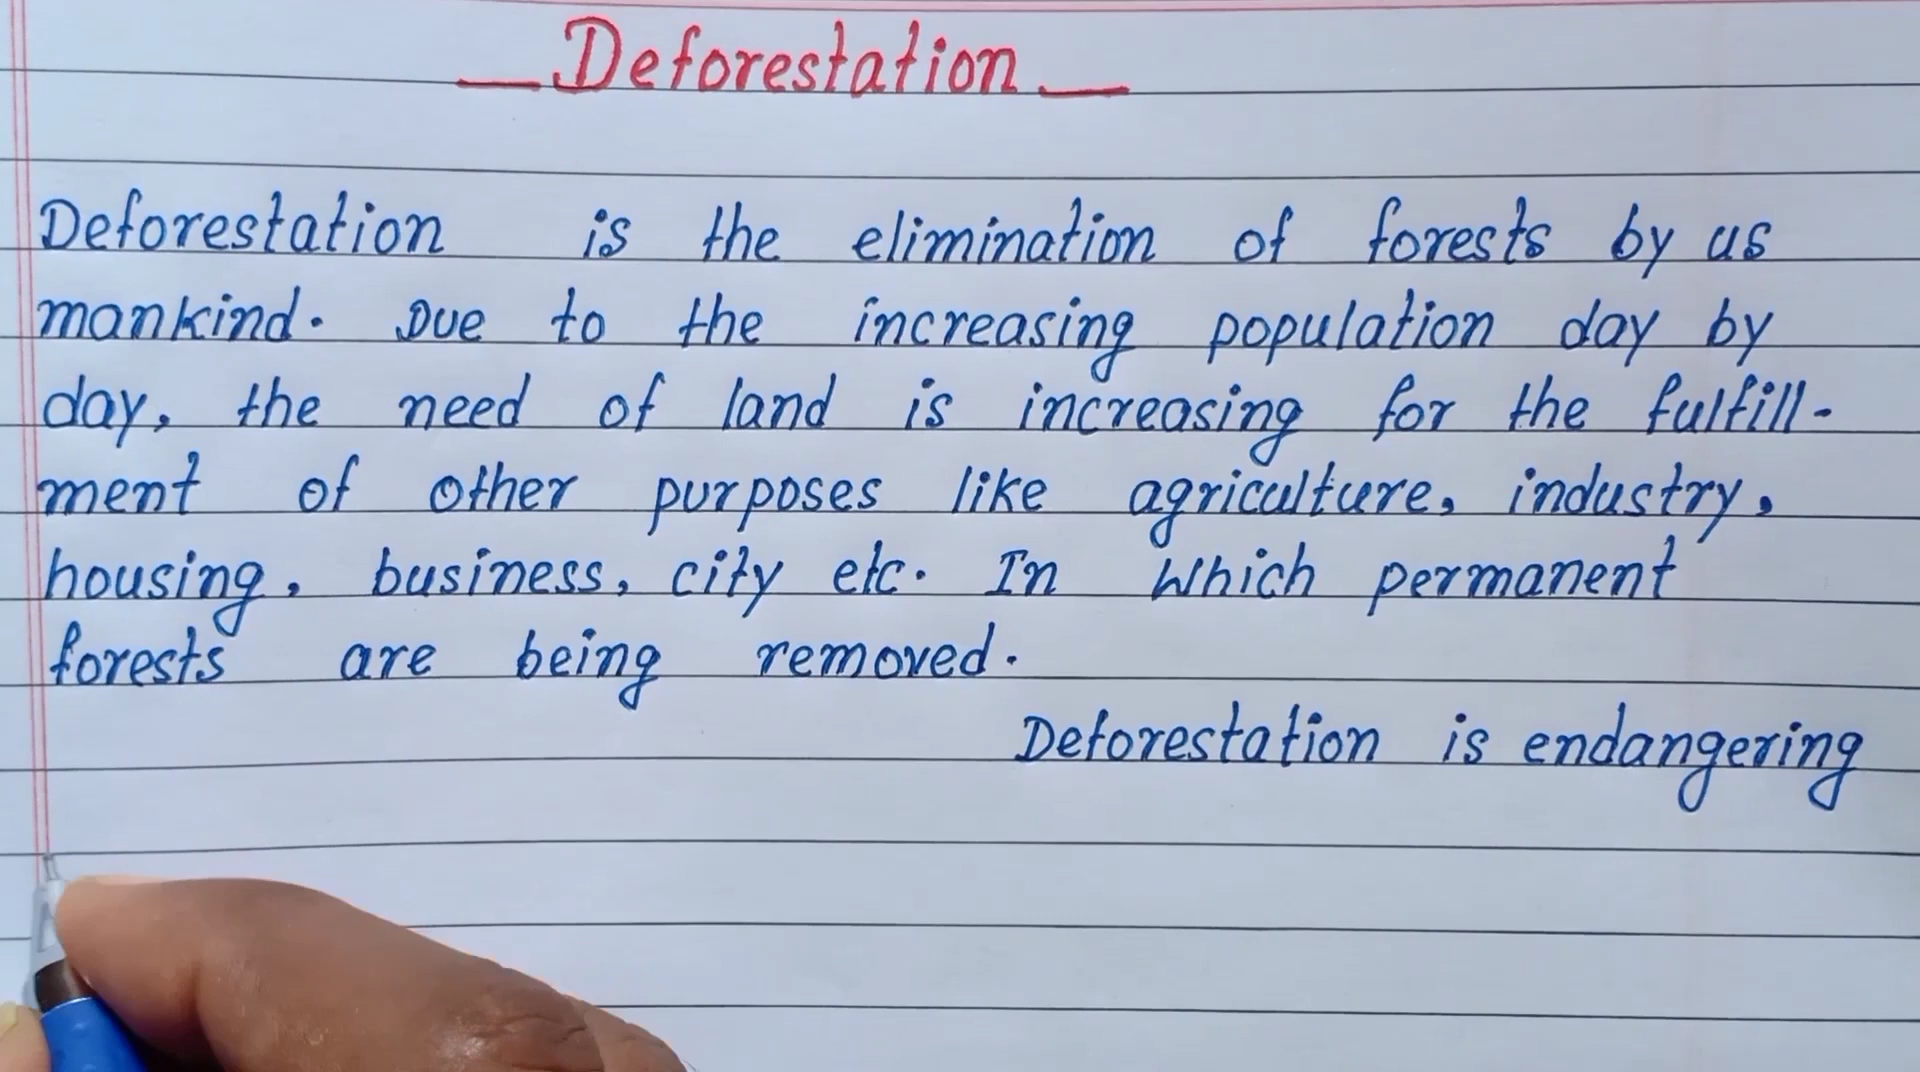 Deforestation
Deforestation is the elimination of forests by us
mankind. Due to the increasing population day by
day, the need of land is increasing for the fulfill-
ment of other purposes like agriculture, industry,
housing, business, city etc. In which permanent
forests are being removed.
Deforestation is endangering